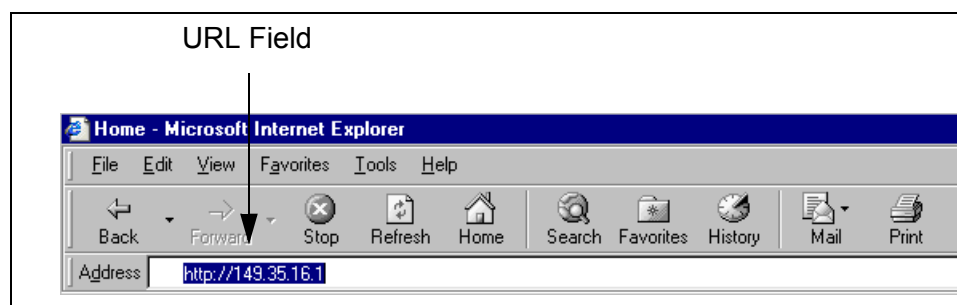 URL Field
Home - Microsoft Internet Explorer
File Edit View Favorites Tools Help
Back Forward Stop Refresh Home Search Favorites History Mail Print
Address http://149.35.16.1